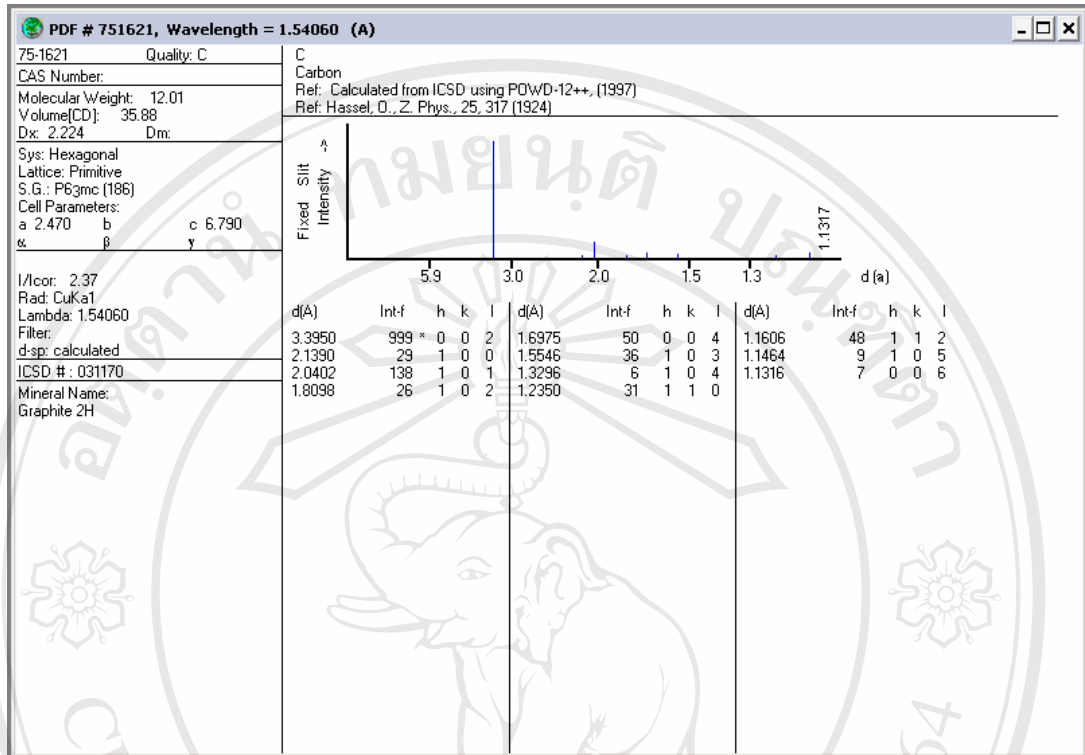 PDF # 751621, Wavelength = 1.54060 (A)
75-1621 Quality: C
CAS Number:
Molecular Weight: 12.01
Volume[CD]: 35.88
Dx: 2.224 Dm:
Sys: Hexagonal
Lattice: Primitive
S.G.: P63mc (186)
Cell Parameters:
a 2.470 b c 6.790
α β γ
I/Icor: 2.37
Rad: CuKa1
Lambda: 1.54060
Filter:
d-sp: calculated
ICSD # : 031170
Mineral Name:
Graphite 2H
C
Carbon
Ref: Calculated from ICSD using POWD-12++, (1997)
Ref: Hassel, O., Z. Phys., 25, 317 (1924)
Fixed Slit
Intensity ->
1.1317
5.9 3.0 2.0 1.5 1.3 d (a)
d(A) Int-f h k l d(A) Int-f h k l d(A) Int-f h k l
3.3950 999 * 0 0 2 1.6975 50 0 0 4 1.1606 48 1 1 2
2.1390 29 1 0 0 1.5546 36 1 0 3 1.1464 9 1 0 5
2.0402 138 1 0 1 1.3296 6 1 0 4 1.1316 7 0 0 6
1.8098 26 1 0 2 1.2350 31 1 1 0